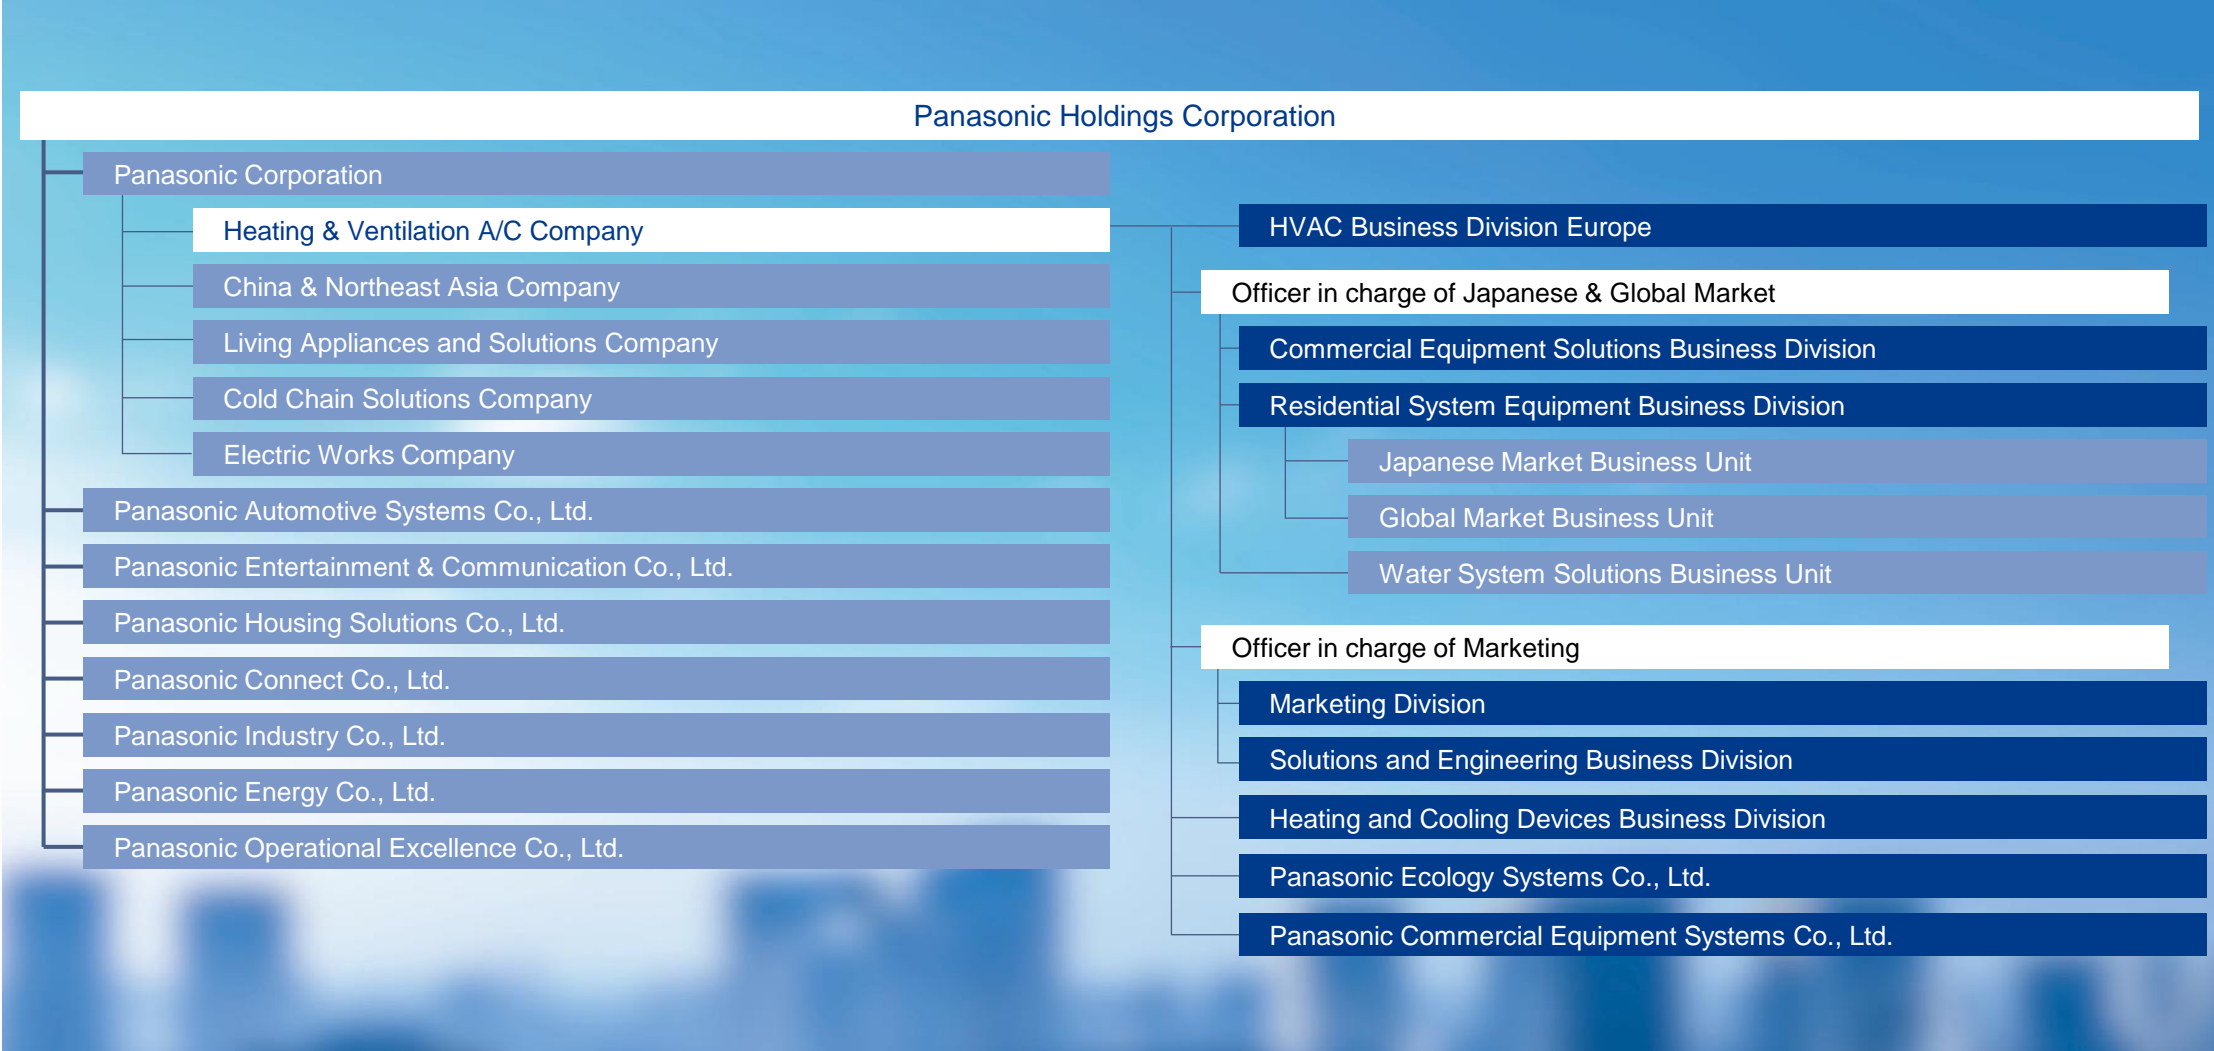 Panasonic Holdings Corporation
Panasonic Corporation
Heating & Ventilation A/C Company
China & Northeast Asia Company
Living Appliances and Solutions Company
Cold Chain Solutions Company
Electric Works Company
Panasonic Automotive Systems Co., Ltd.
Panasonic Entertainment & Communication Co., Ltd.
Panasonic Housing Solutions Co., Ltd.
Panasonic Connect Co., Ltd.
Panasonic Industry Co., Ltd.
Panasonic Energy Co., Ltd.
Panasonic Operational Excellence Co., Ltd.
HVAC Business Division Europe
Officer in charge of Japanese & Global Market
Commercial Equipment Solutions Business Division
Residential System Equipment Business Division
Japanese Market Business Unit
Global Market Business Unit
Water System Solutions Business Unit
Officer in charge of Marketing
Marketing Division
Solutions and Engineering Business Division
Heating and Cooling Devices Business Division
Panasonic Ecology Systems Co., Ltd.
Panasonic Commercial Equipment Systems Co., Ltd.